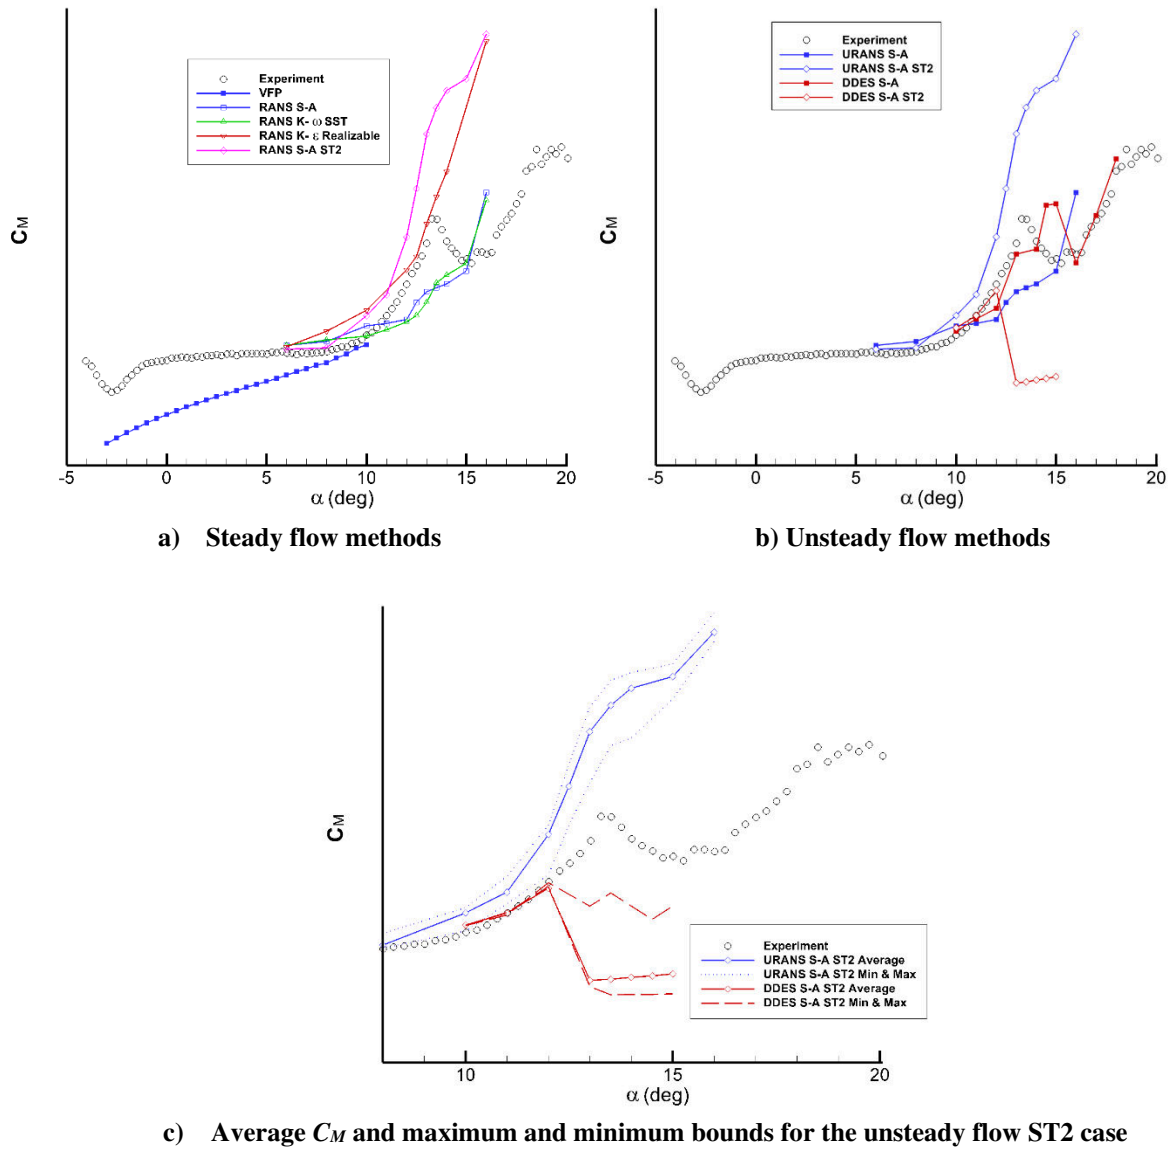 Experiment
VFP
RANS S-A
RANS K- ω SST
RANS K- ε Realizable
RANS S-A ST2
CM
-5 0 5 10 15 20
α (deg)
a) Steady flow methods
Experiment
URANS S-A
URANS S-A ST2
DDES S-A
DDES S-A ST2
CM
-5 0 5 10 15 20
α (deg)
b) Unsteady flow methods
CM
Experiment
URANS S-A ST2 Average
URANS S-A ST2 Min & Max
DDES S-A ST2 Average
DDES S-A ST2 Min & Max
10 15 20
α (deg)
c) Average CM and maximum and minimum bounds for the unsteady flow ST2 case